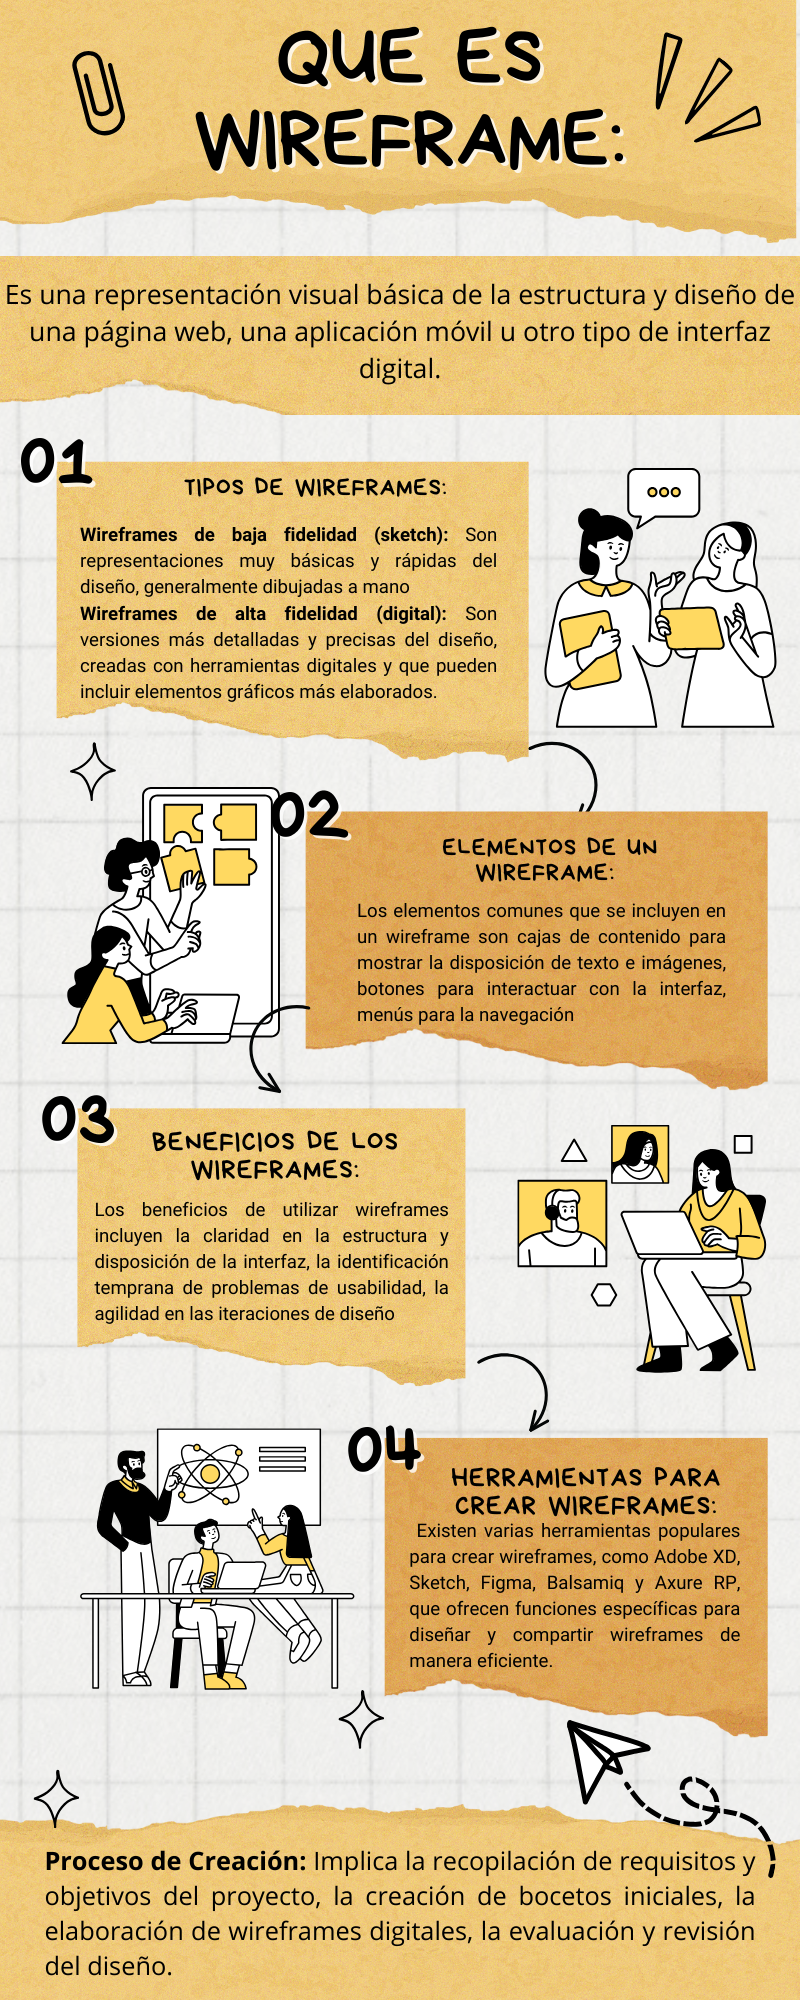 QUE ES
WIREFRAME:
Es una representación visual básica de la estructura y diseño de
una página web, una aplicación móvil u otro tipo de interfaz
digital.
01
TIPOS DE WIREFRAMES:
Wireframes de baja fidelidad (sketch): Son
representaciones muy básicas y rápidas del
diseño, generalmente dibujadas a mano
Wireframes de alta fidelidad (digital): Son
versiones más detalladas y precisas del diseño,
creadas con herramientas digitales y que pueden
incluir elementos gráficos más elaborados.
02
ELEMENTOS DE UN
WIREFRAME:
Los elementos comunes que se incluyen en
un wireframe son cajas de contenido para
mostrar la disposición de texto e imágenes,
botones para interactuar con la interfaz,
menús para la navegación
03
BENEFICIOS DE LOS
WIREFRAMES:
Los beneficios de utilizar wireframes
incluyen la claridad en la estructura y
disposición de la interfaz, la identificación
temprana de problemas de usabilidad, la
agilidad en las iteraciones de diseño
04
HERRAMIENTAS PARA
CREAR WIREFRAMES:
Existen varias herramientas populares
para crear wireframes, como Adobe XD,
Sketch, Figma, Balsamiq y Axure RP,
que ofrecen funciones específicas para
diseñar y compartir wireframes de
manera eficiente.
Proceso de Creación: Implica la recopilación de requisitos y
objetivos del proyecto, la creación de bocetos iniciales, la
elaboración de wireframes digitales, la evaluación y revisión
del diseño.